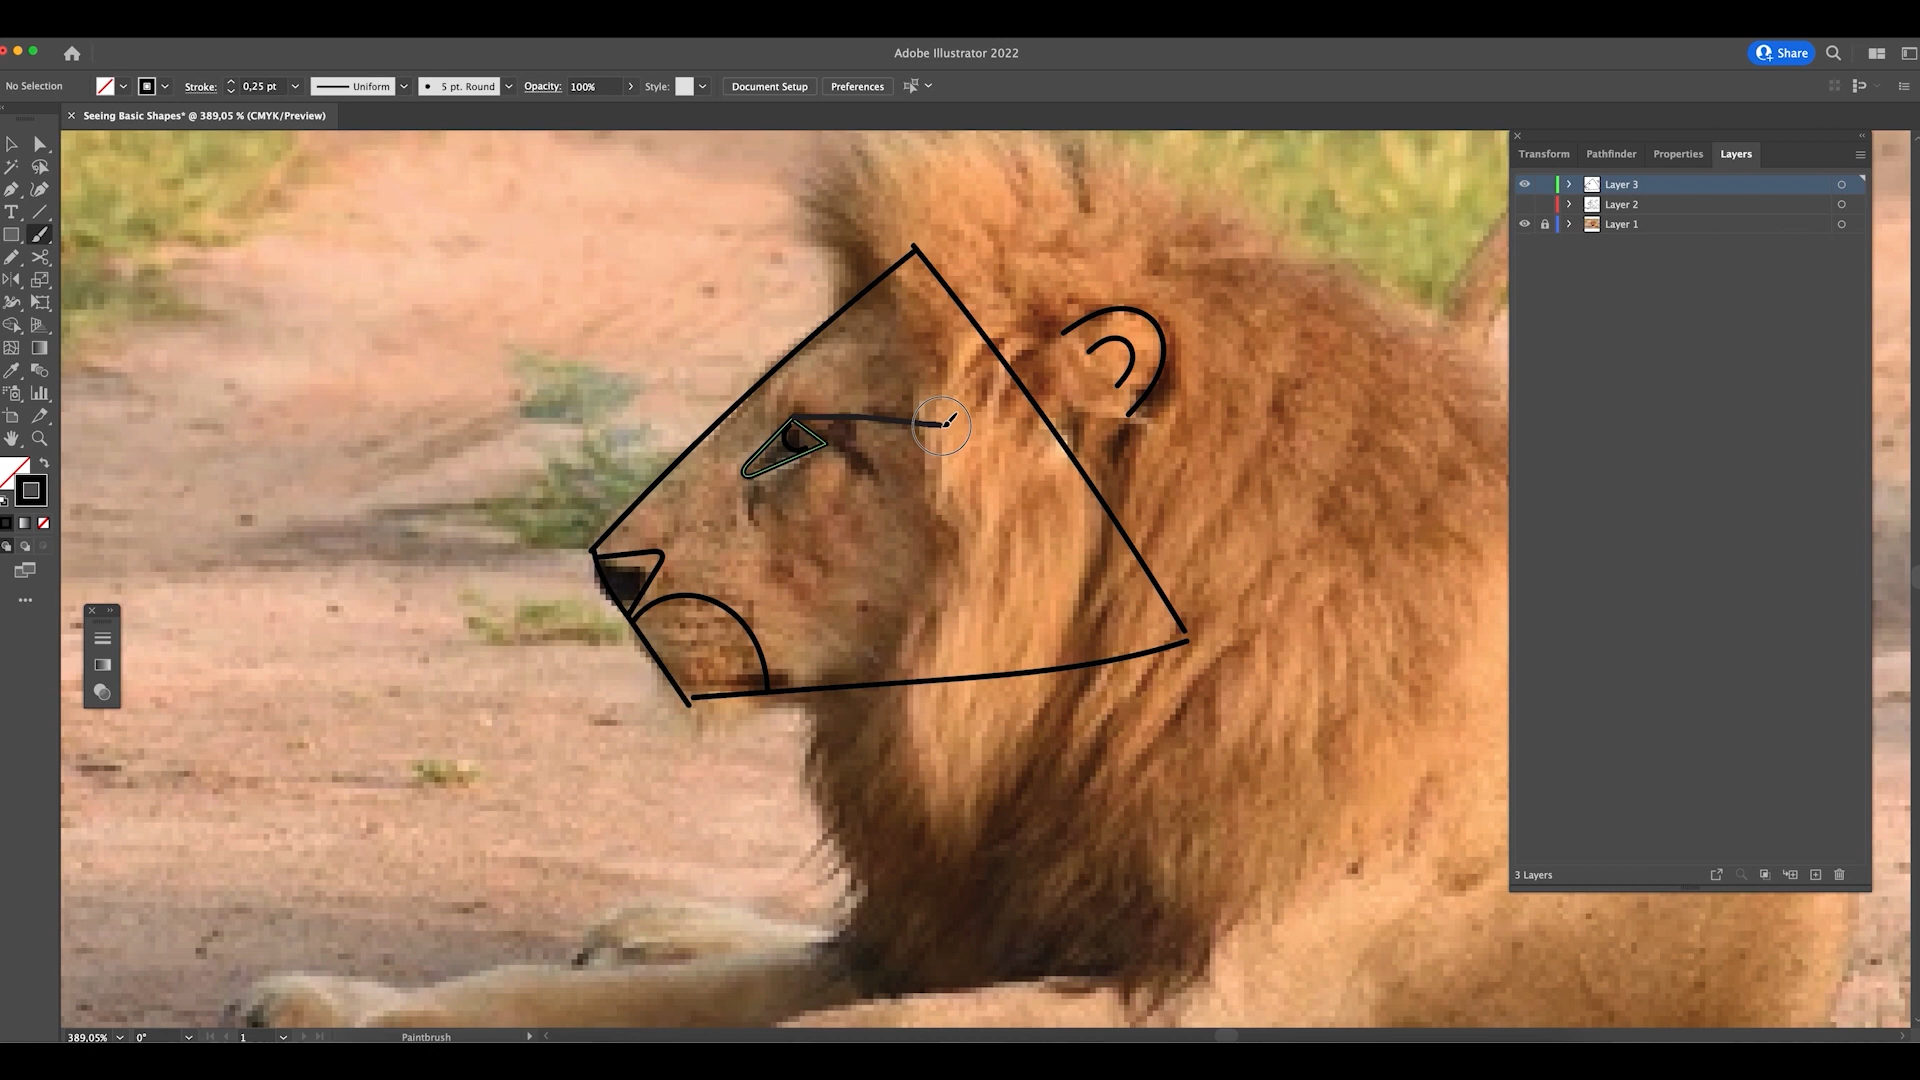 Adobe Illustrator 2022
Share
No Selection
Stroke: 0,25 pt
Uniform
5 pt. Round
Opacity: 100%
Style:
Document Setup
Preferences
Seeing Basic Shapes* @ 389,05 % (CMYK/Preview)
Transform Pathfinder Properties Layers
Layer 3
Layer 2
Layer 1
3 Layers
389,05% 0° 1 Paintbrush